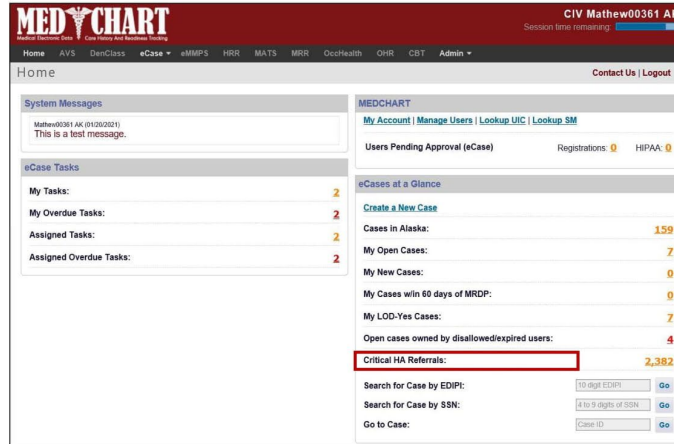 MEDCHART
Medical Electronic Data Case History And Readiness Tracking
CIV Mathew00361 AK
Session time remaining:
Home AVS DenClass eCase eMMPS HRR MATS MRR OccHealth OHR CBT Admin
Home
Contact Us | Logout
System Messages
Mathew00361 AK (01/20/2021)
This is a test message.
eCase Tasks
My Tasks: 2
My Overdue Tasks: 2
Assigned Tasks: 2
Assigned Overdue Tasks: 2
MEDCHART
My Account | Manage Users | Lookup UIC | Lookup SM
Users Pending Approval (eCase) Registrations: 0 HIPAA: 0
eCases at a Glance
Create a New Case
Cases in Alaska: 159
My Open Cases: 7
My New Cases: 0
My Cases w/in 60 days of MRDP: 0
My LOD-Yes Cases: 7
Open cases owned by disallowed/expired users: 4
Critical HA Referrals: 2,382
Search for Case by EDIPI: 10 digit EDIPI Go
Search for Case by SSN: 4 to 9 digits of SSN Go
Go to Case: Case ID Go